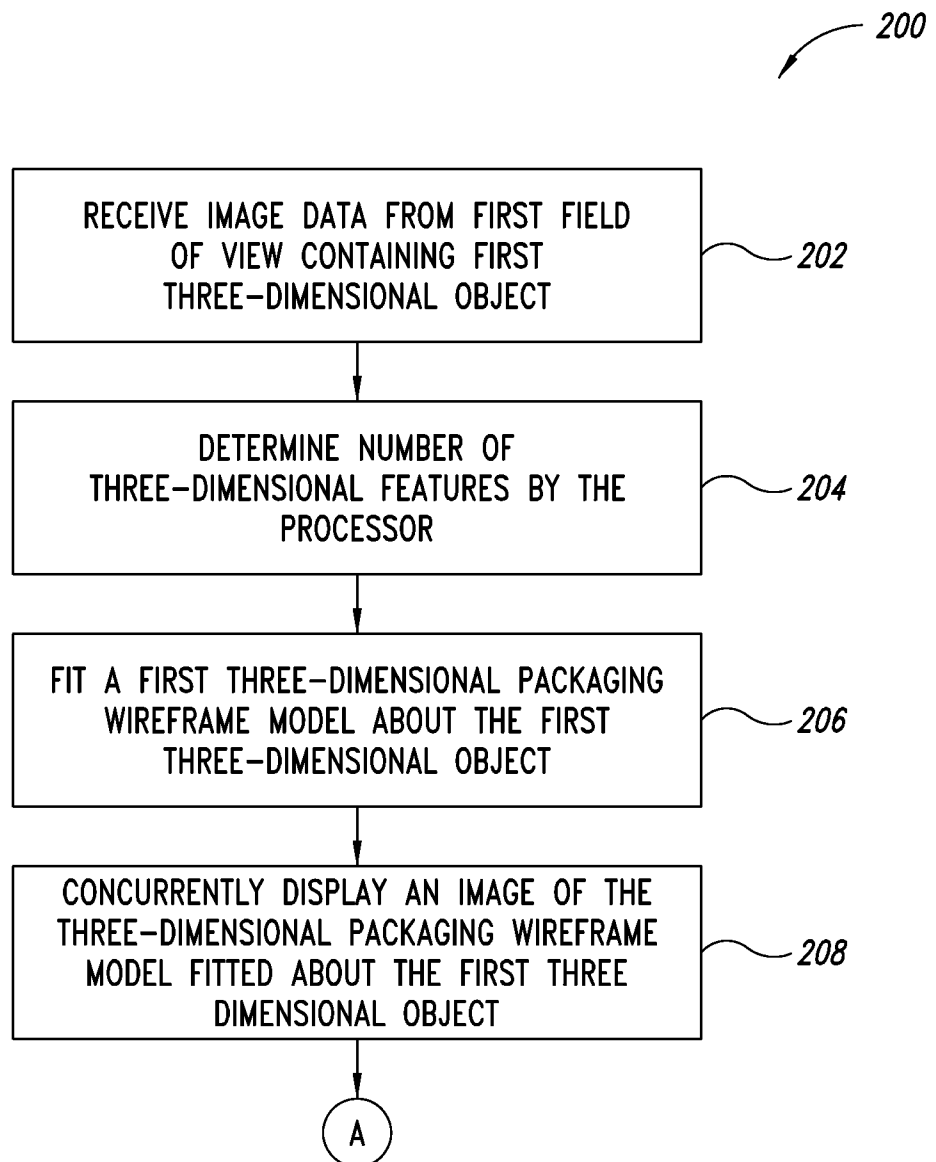 200
RECEIVE IMAGE DATA FROM FIRST FIELD
OF VIEW CONTAINING FIRST
THREE-DIMENSIONAL OBJECT
202
DETERMINE NUMBER OF
THREE-DIMENSIONAL FEATURES BY THE
PROCESSOR
204
FIT A FIRST THREE-DIMENSIONAL PACKAGING
WIREFRAME MODEL ABOUT THE FIRST
THREE-DIMENSIONAL OBJECT
206
CONCURRENTLY DISPLAY AN IMAGE OF THE
THREE-DIMENSIONAL PACKAGING WIREFRAME
MODEL FITTED ABOUT THE FIRST THREE
DIMENSIONAL OBJECT
208
A